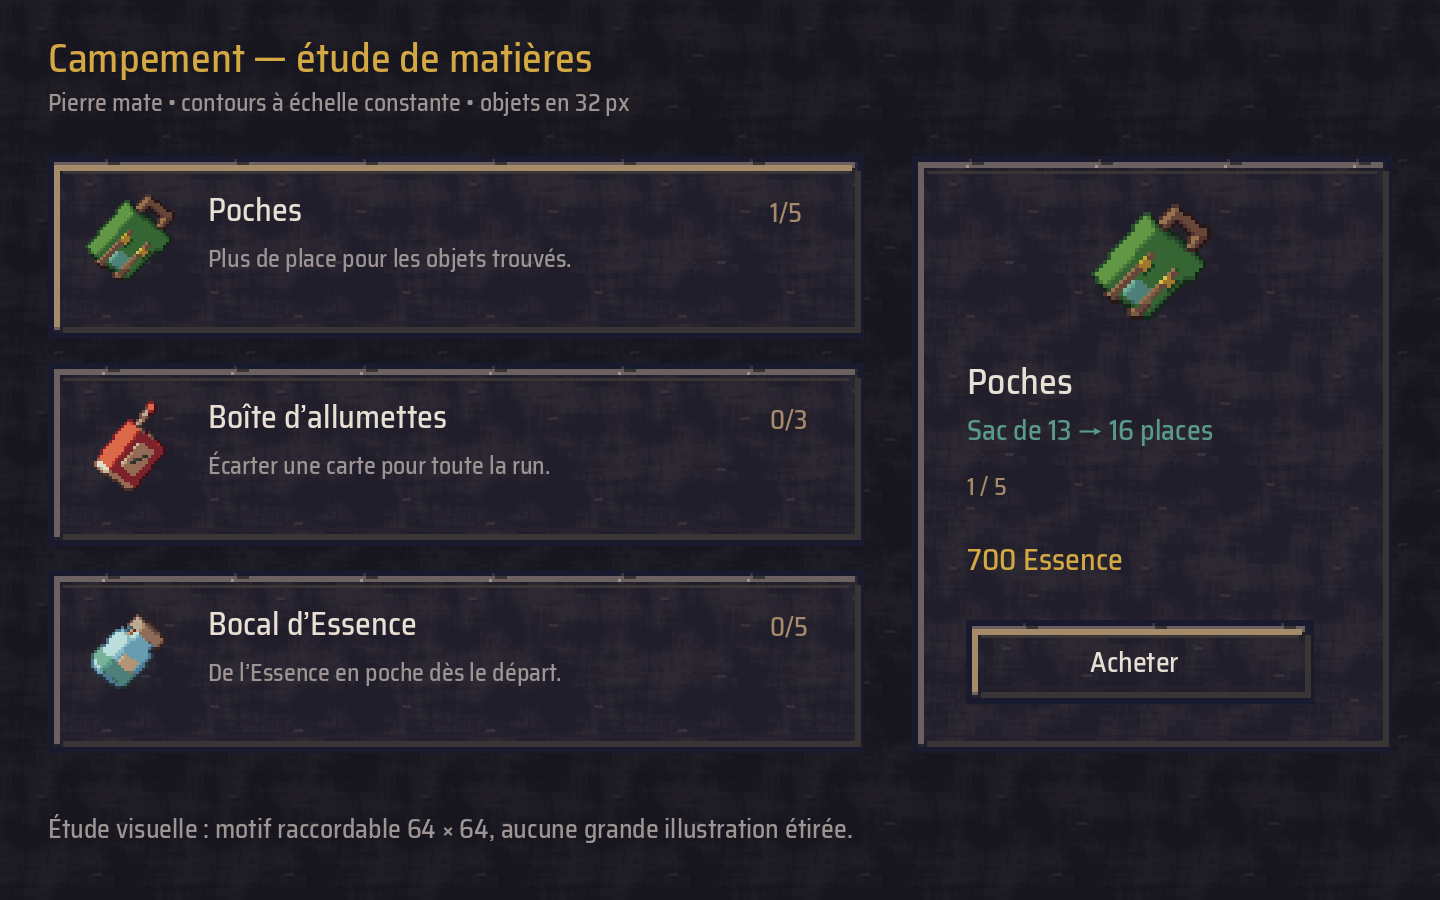 Campement — étude de matières
Pierre mate • contours à échelle constante • objets en 32 px
Poches
1/5
Plus de place pour les objets trouvés.
Boîte d’allumettes
0/3
Écarter une carte pour toute la run.
Bocal d’Essence
0/5
De l’Essence en poche dès le départ.
Poches
Sac de 13 → 16 places
1 / 5
700 Essence
Acheter
Étude visuelle : motif raccordable 64 × 64, aucune grande illustration étirée.